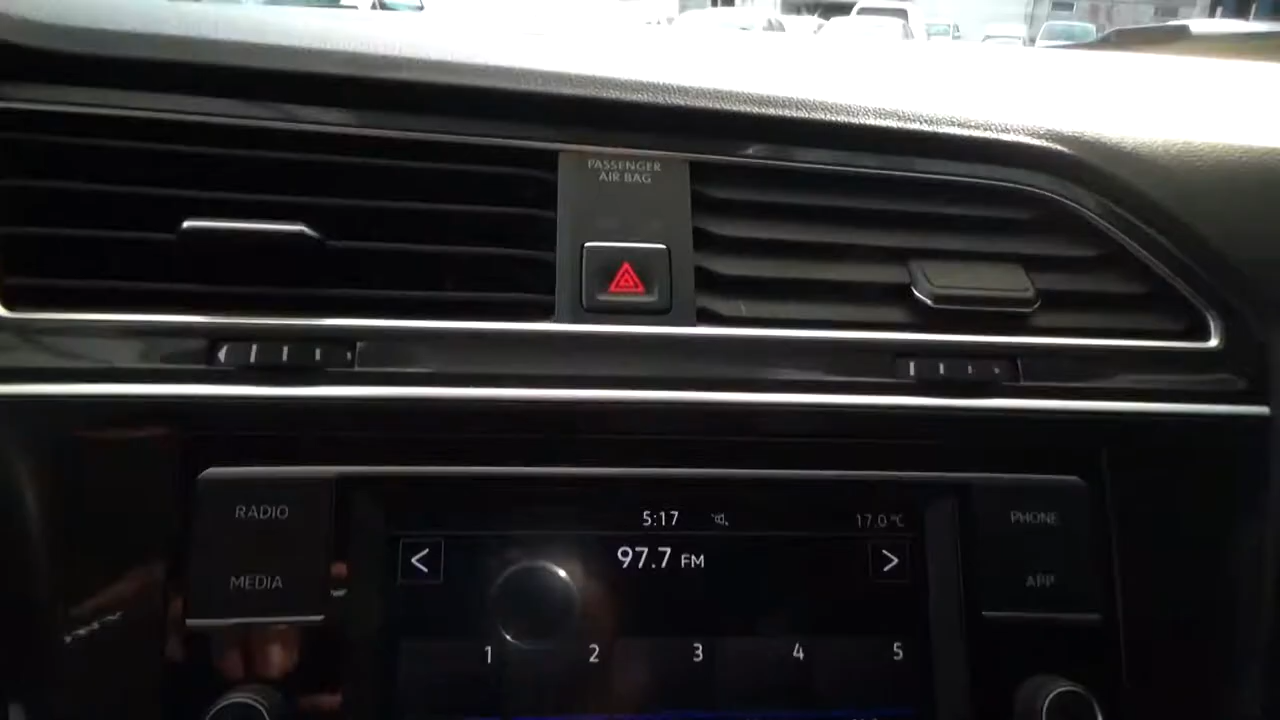 PASSENGER
AIR BAG
RADIO
MEDIA
5:17
17.0 °C
97.7 FM
<
>
1
2
3
4
5
PHONE
APP